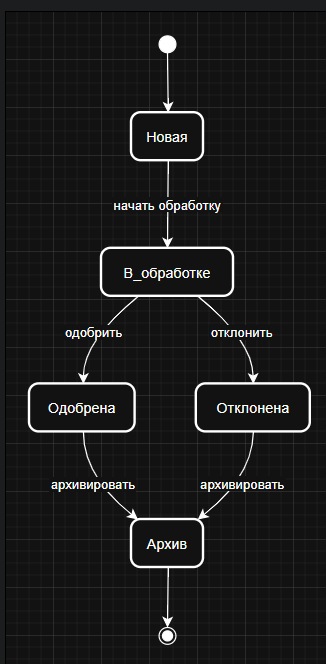 Новая
начать обработку
В_обработке
одобрить
отклонить
Одобрена
Отклонена
архивировать
архивировать
Архив